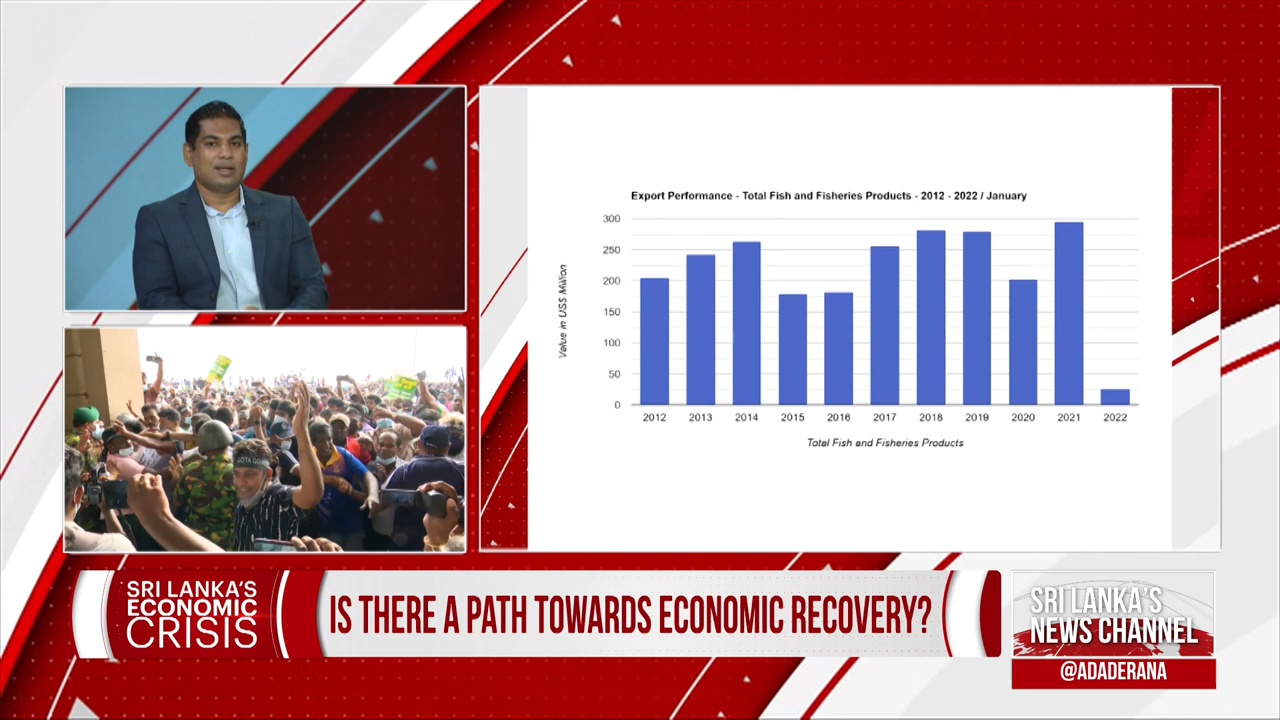 Export Performance - Total Fish and Fisheries Products - 2012 - 2022 / January
Value in US$ Million
300
250
200
150
100
50
0
2012 2013 2014 2015 2016 2017 2018 2019 2020 2021 2022
Total Fish and Fisheries Products
GOTA GO
SRI LANKA'S
ECONOMIC
CRISIS
IS THERE A PATH TOWARDS ECONOMIC RECOVERY?
SRI LANKA'S
NEWS CHANNEL
@ADADERANA